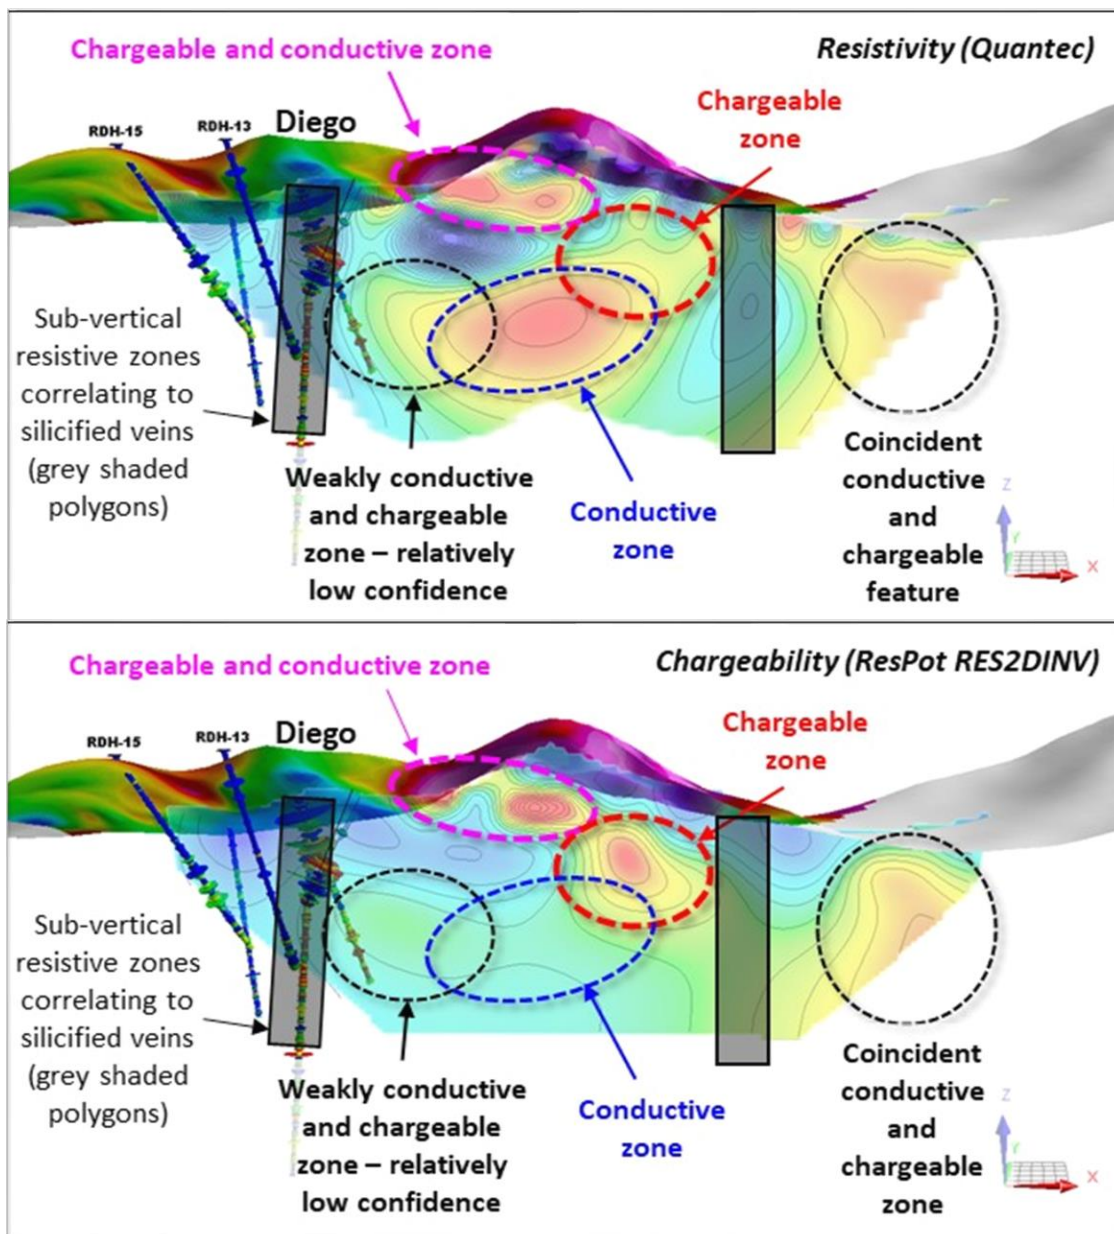 Chargeable and conductive zone
Resistivity (Quantec)
Chargeable
zone
RDH-15
RDH-13
Diego
Sub-vertical
resistive zones
correlating to
silicified veins
(grey shaded
polygons)
Weakly conductive
and chargeable
zone – relatively
low confidence
Conductive
zone
Coincident
conductive
and
chargeable
feature
Z
Y
X
Chargeable and conductive zone
Chargeability (ResPot RES2DINV)
Chargeable
zone
RDH-15
RDH-13
Diego
Sub-vertical
resistive zones
correlating to
silicified veins
(grey shaded
polygons)
Weakly conductive
and chargeable
zone – relatively
low confidence
Conductive
zone
Coincident
conductive
and
chargeable
zone
Z
Y
X